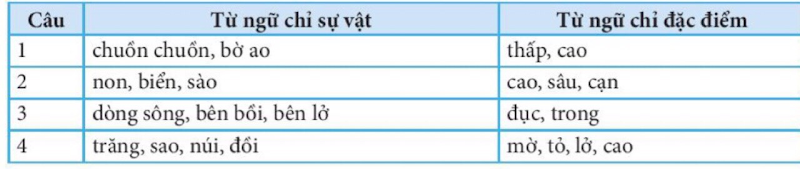 Câu Từ ngữ chỉ sự vật Từ ngữ chỉ đặc điểm
1 chuồn chuồn, bờ ao thấp, cao
2 non, biển, sào cao, sâu, cạn
3 dòng sông, bên bồi, bên lở đục, trong
4 trăng, sao, núi, đồi mờ, tỏ, lở, cao